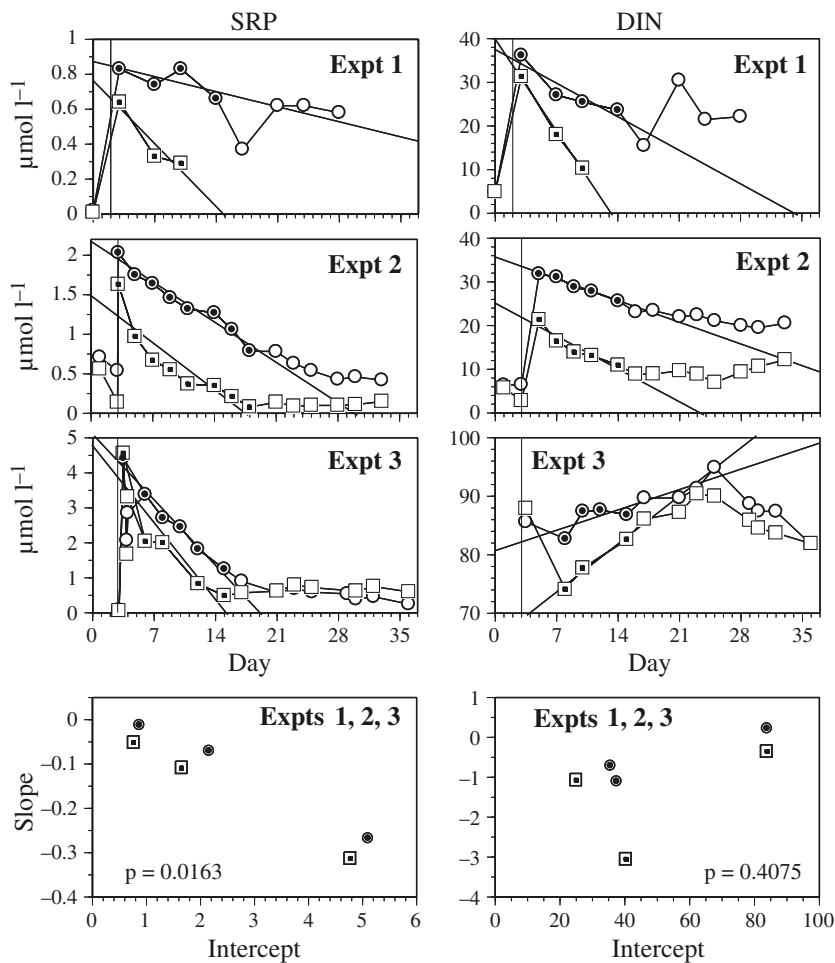 SRP
DIN
Expt 1
µmol l⁻¹
1
0.8
0.6
0.4
0.2
0
Expt 1
40
30
20
10
0
Expt 2
µmol l⁻¹
2
1.5
1
0.5
0
Expt 2
40
30
20
10
0
Expt 3
µmol l⁻¹
5
4
3
2
1
0
0 7 14 21 28 35
Day
Expt 3
100
90
80
70
0 7 14 21 28 35
Day
Expts 1, 2, 3
Slope
0
–0.1
–0.2
–0.3
–0.4
p = 0.0163
0 1 2 3 4 5 6
Intercept
Expts 1, 2, 3
1
0
–1
–2
–3
–4
p = 0.4075
0 20 40 60 80 100
Intercept